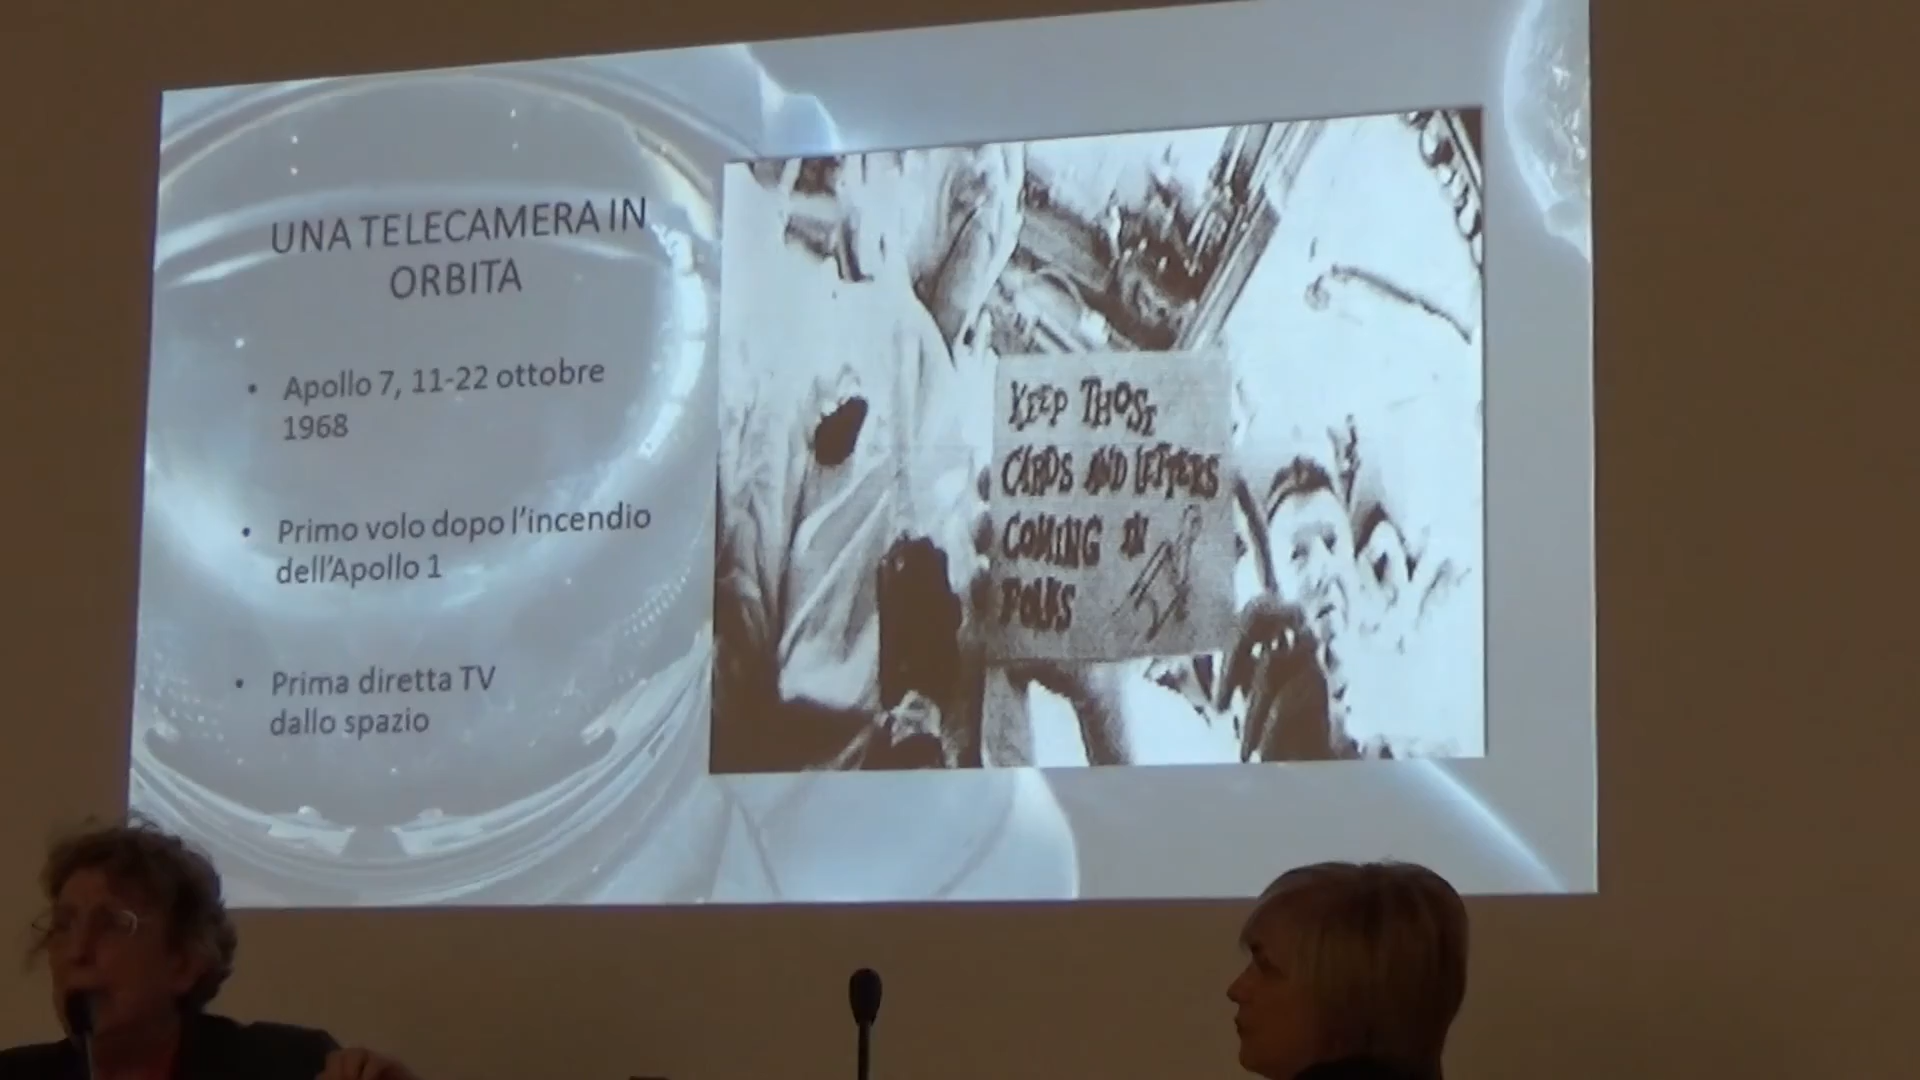 UNA TELECAMERA IN
ORBITA
• Apollo 7, 11-22 ottobre
1968
• Primo volo dopo l'incendio
dell'Apollo 1
• Prima diretta TV
dallo spazio
KEEP THOSE
CARDS AND LETTERS
COMING IN
FOLKS